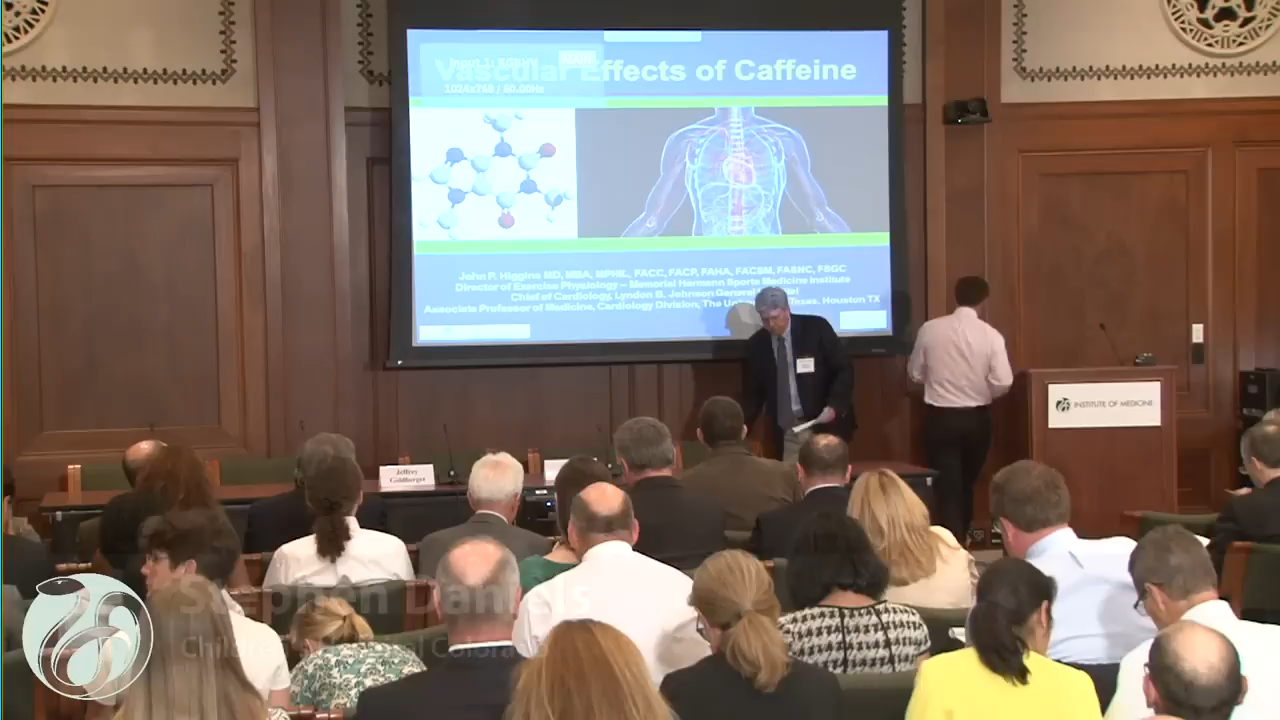 Vascular Effects of Caffeine
1024x768 / 60.00Hz
John P. Higgins MD, MBA, MPHIL, FACC, FACP, FAHA, FACSM, FASNC, FSGC
Director of Exercise Physiology – Memorial Hermann Sports Medicine Institute
Chief of Cardiology, Lyndon B. Johnson General
Associate Professor of Medicine, Cardiology Division, The Texas, Houston TX
INSTITUTE OF MEDICINE
Jeffrey
Goldberger
Stephen Daniels
Children's Colorado